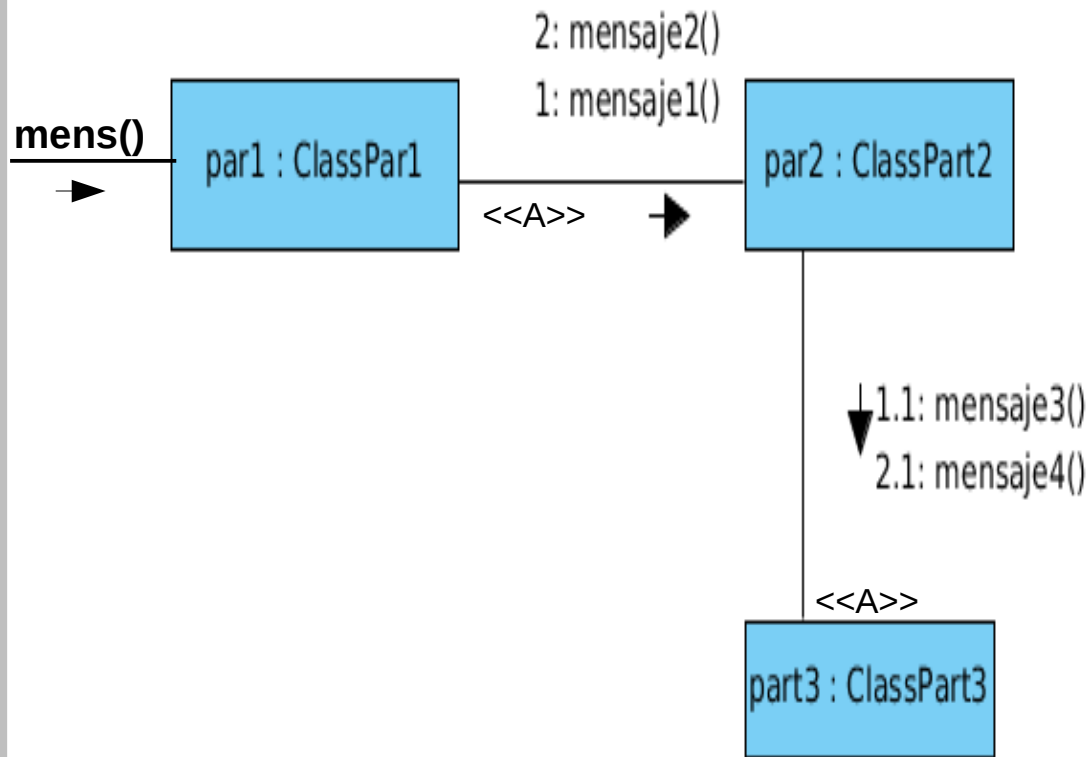 2: mensaje2()
1: mensaje1()
mens()
par1 : ClassPar1
par2 : ClassPart2
<<A>>
1.1: mensaje3()
2.1: mensaje4()
<<A>>
part3 : ClassPart3